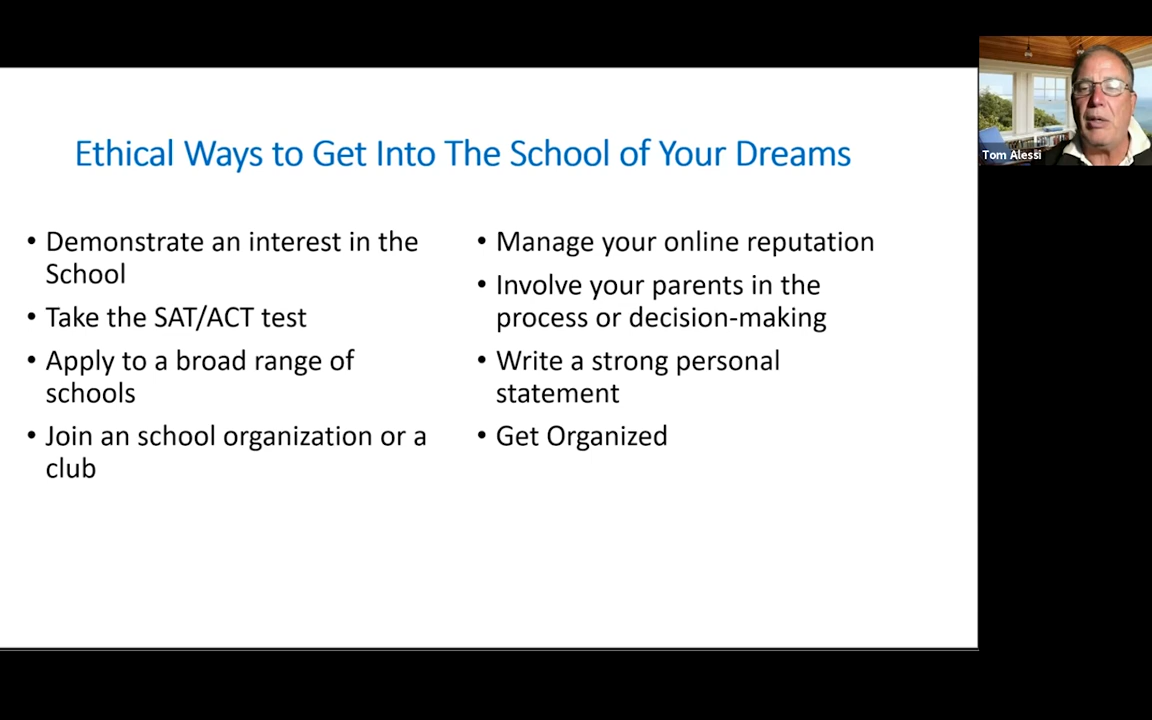 Ethical Ways to Get Into The School of Your Dreams
• Demonstrate an interest in the
School
• Take the SAT/ACT test
• Apply to a broad range of
schools
• Join an school organization or a
club
• Manage your online reputation
• Involve your parents in the
process or decision-making
• Write a strong personal
statement
• Get Organized
Tom Alessi